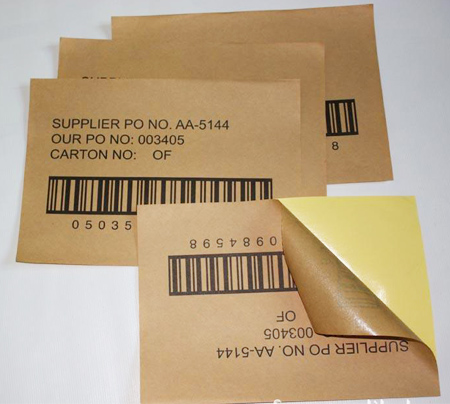 SUPP
8
SUPPLIER PO NO. AA-5144
OUR PO NO: 003405
CARTON NO: OF
05035
SUPPLIER PO NO. AA-5144
003405
OF
0984598